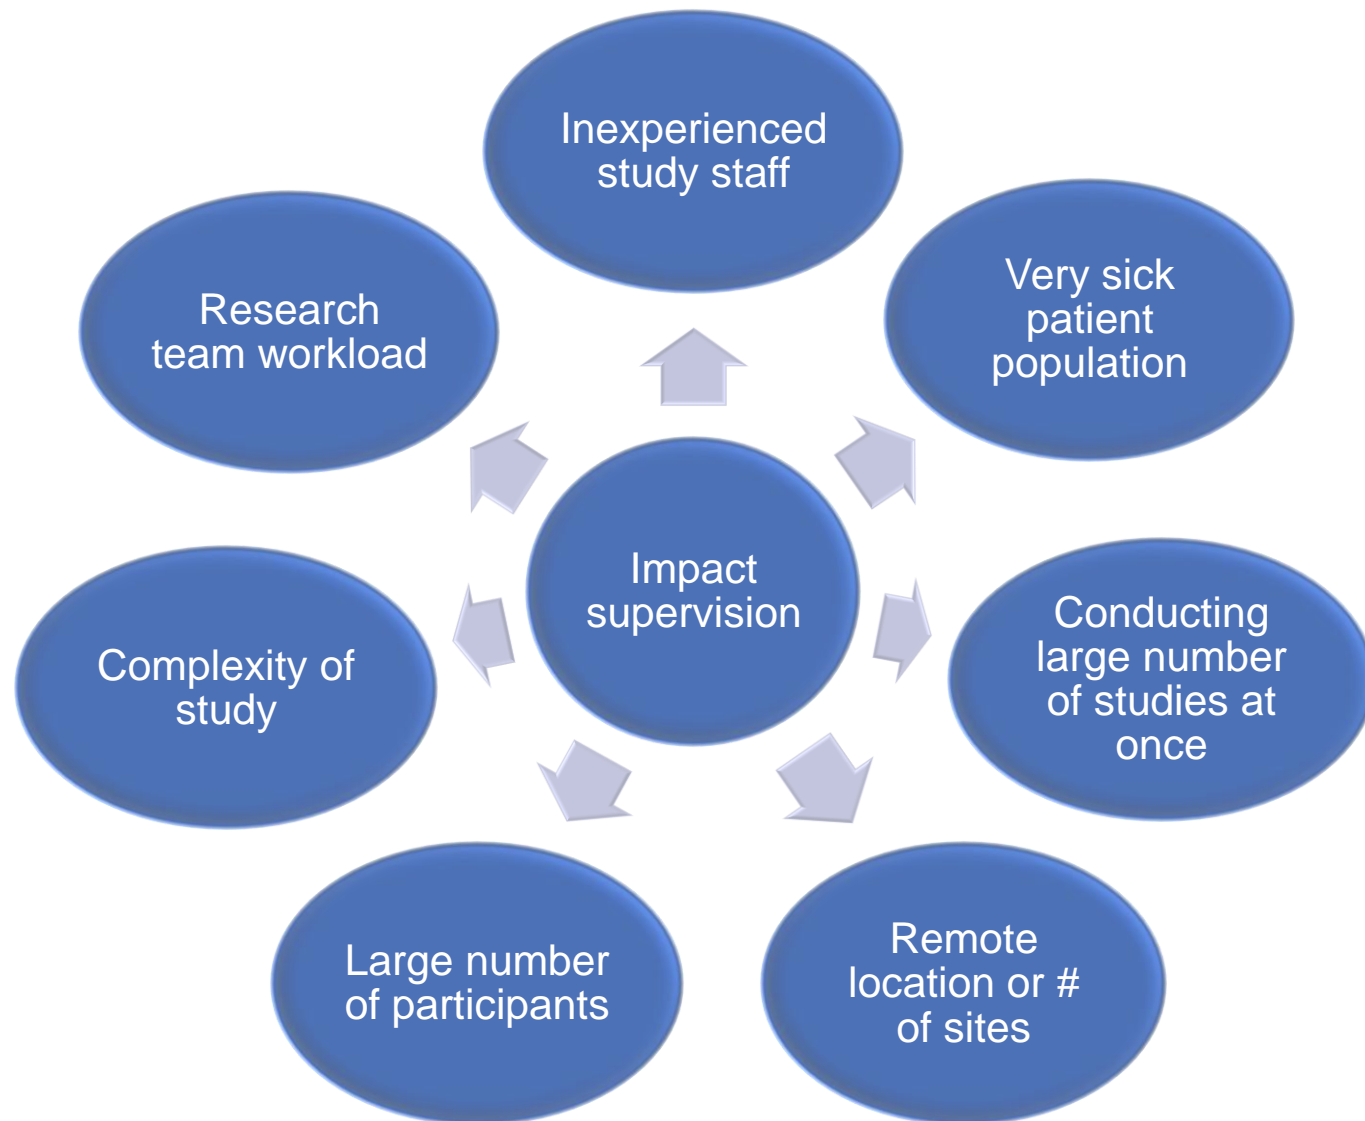 Inexperienced
study staff
Very sick
patient
population
Conducting
large number
of studies at
once
Remote
location or #
of sites
Large number
of participants
Complexity of
study
Research
team workload
Impact
supervision